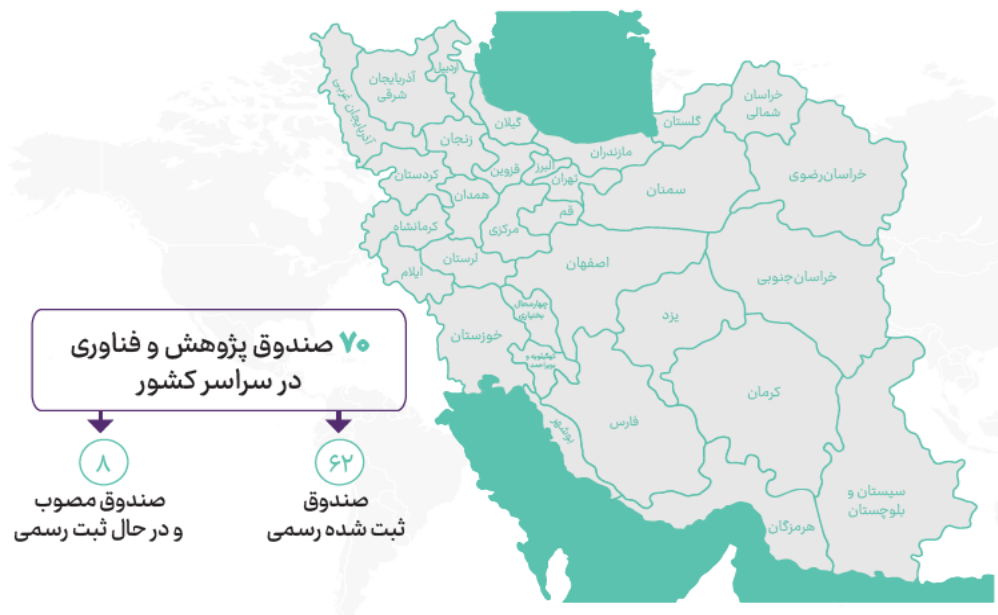 اردبیل
آذربایجان
شرقی
آذربایجان غربی
گیلان
زنجان
خراسان
شمالی
گلستان
مازندران
البرز
قزوین
تهران
کردستان
همدان
سمنان
خراسان‌رضوی
قم
مرکزی
کرمانشاه
لرستان
ایلام
اصفهان
خراسان‌جنوبی
چهارمحال
بختیاری
خوزستان
یزد
کهگیلویه و
بویراحمد
کرمان
فارس
بوشهر
سیستان و
بلوچستان
هرمزگان
۷۰ صندوق پژوهش و فناوری
در سراسر کشور
۶۲
صندوق
ثبت شده رسمی
۸
صندوق مصوب
و در حال ثبت رسمی